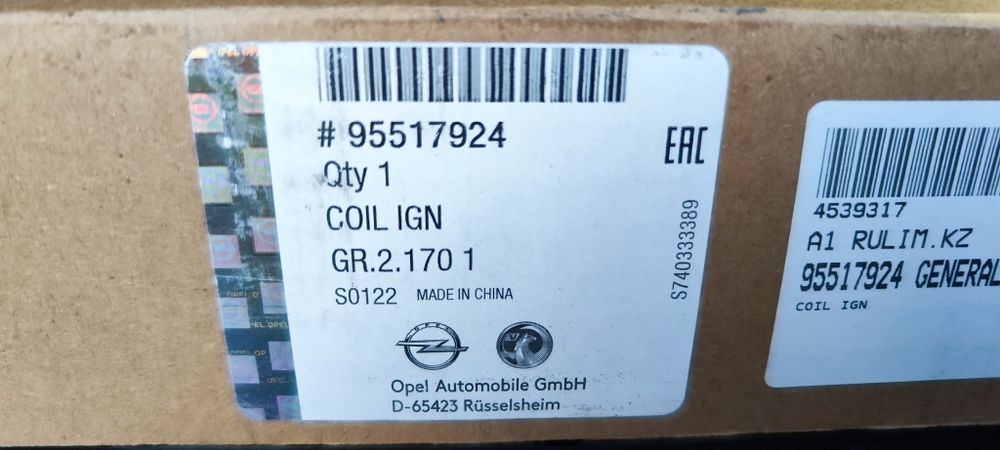 # 95517924
Qty 1
COIL IGN
GR.2.170 1
S0122 MADE IN CHINA
EAC
S740333389
OPEL
Opel Automobile GmbH
D-65423 Rüsselsheim
4539317
A1 RULIM.KZ
95517924 GENERAL
COIL IGN